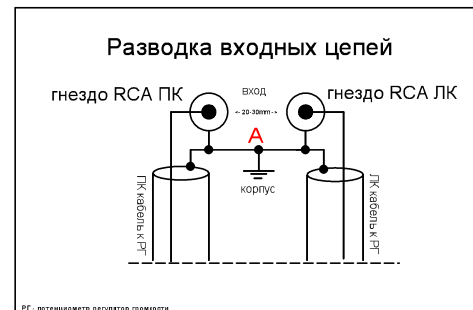 Разводка входных цепей
гнездо RCA ПК
вход
гнездо RCA ЛК
20-30mm
А
корпус
ПК кабель к РГ
ЛК кабель к РГ
РГ - потенциометр регулятор громкости